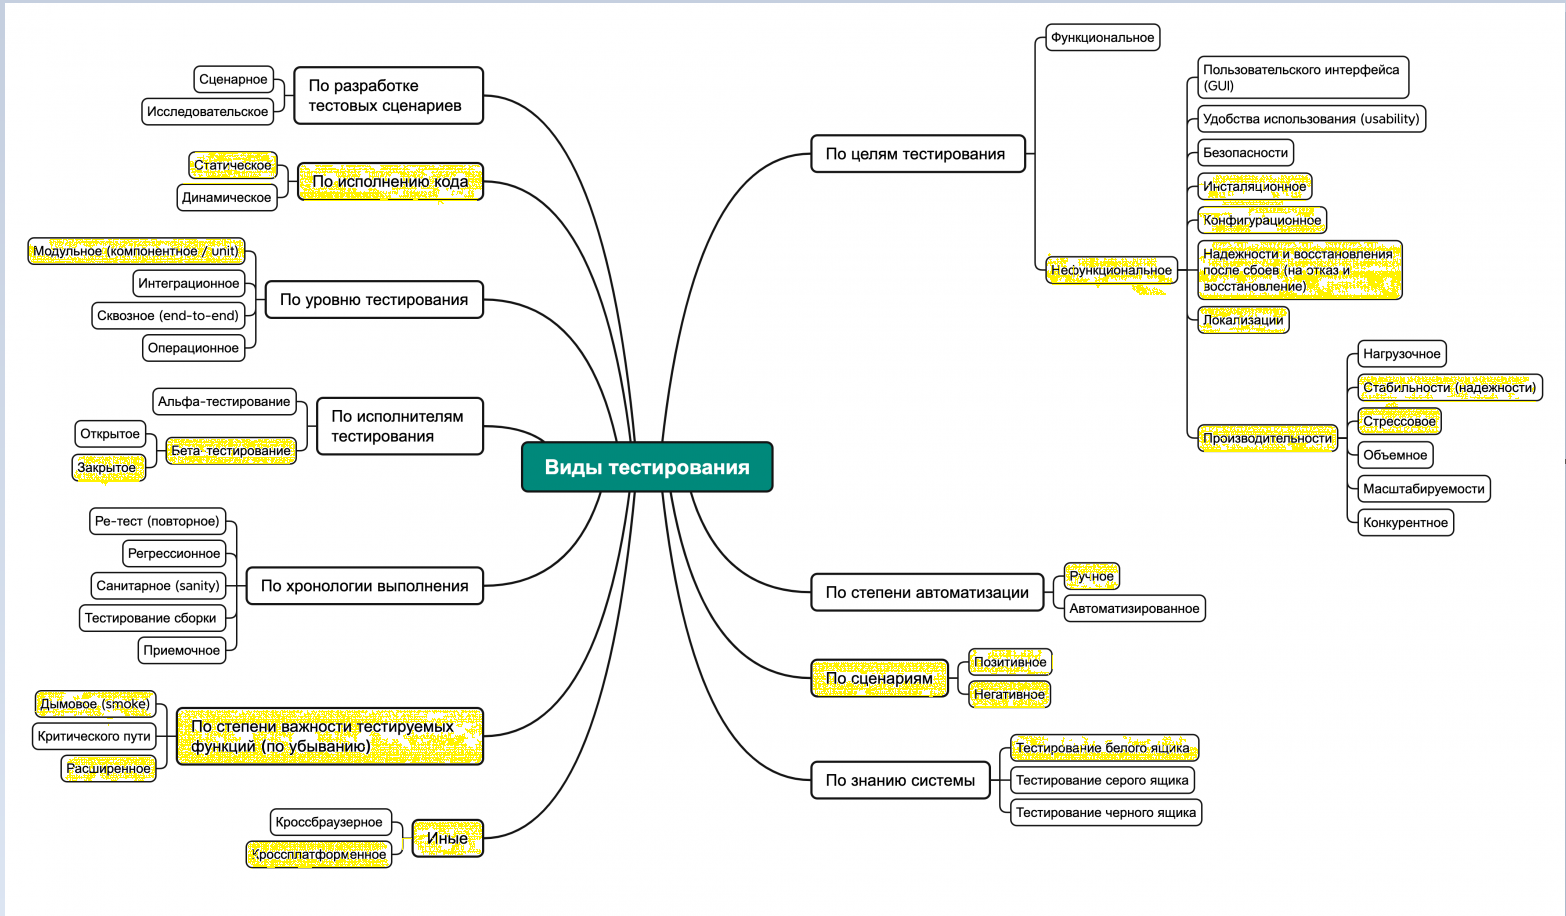 Виды тестирования
По разработке
тестовых сценариев
Сценарное
Исследовательское
По исполнению кода
Статическое
Динамическое
По уровню тестирования
Модульное (компонентное / unit)
Интеграционное
Сквозное (end-to-end)
Операционное
По исполнителям
тестирования
Альфа-тестирование
Бета-тестирование
Открытое
Закрытое
По хронологии выполнения
Ре-тест (повторное)
Регрессионное
Санитарное (sanity)
Тестирование сборки
Приемочное
По степени важности тестируемых
функций (по убыванию)
Дымовое (smoke)
Критического пути
Расширенное
Иные
Кроссбраузерное
Кроссплатформенное
По целям тестирования
Функциональное
Нефункциональное
Пользовательского интерфейса
(GUI)
Удобства использования (usability)
Безопасности
Инсталяционное
Конфигурационное
Надежности и восстановления
после сбоев (на отказ и
восстановление)
Локализации
Производительности
Нагрузочное
Стабильности (надежности)
Стрессовое
Объемное
Масштабируемости
Конкурентное
По степени автоматизации
Ручное
Автоматизированное
По сценариям
Позитивное
Негативное
По знанию системы
Тестирование белого ящика
Тестирование серого ящика
Тестирование черного ящика